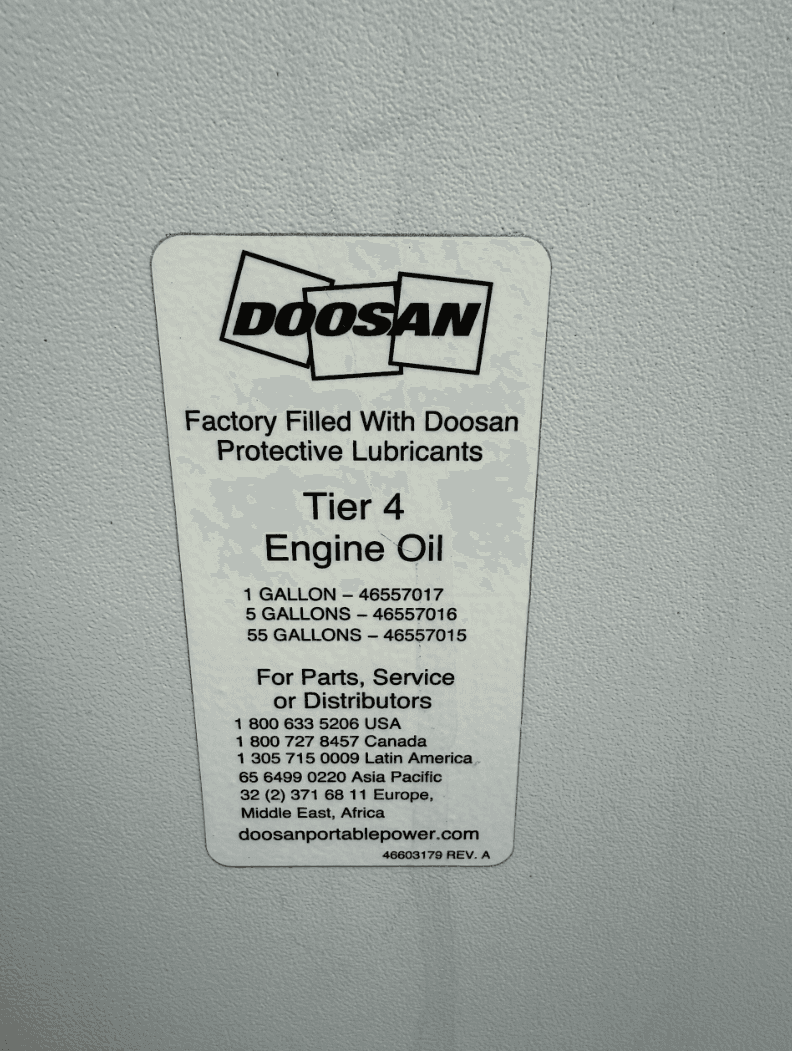 DOOSAN
Factory Filled With Doosan
Protective Lubricants
Tier 4
Engine Oil
1 GALLON – 46557017
5 GALLONS – 46557016
55 GALLONS – 46557015
For Parts, Service
or Distributors
1 800 633 5206 USA
1 800 727 8457 Canada
1 305 715 0009 Latin America
65 6499 0220 Asia Pacific
32 (2) 371 68 11 Europe,
Middle East, Africa
doosanportablepower.com
46603179 REV. A